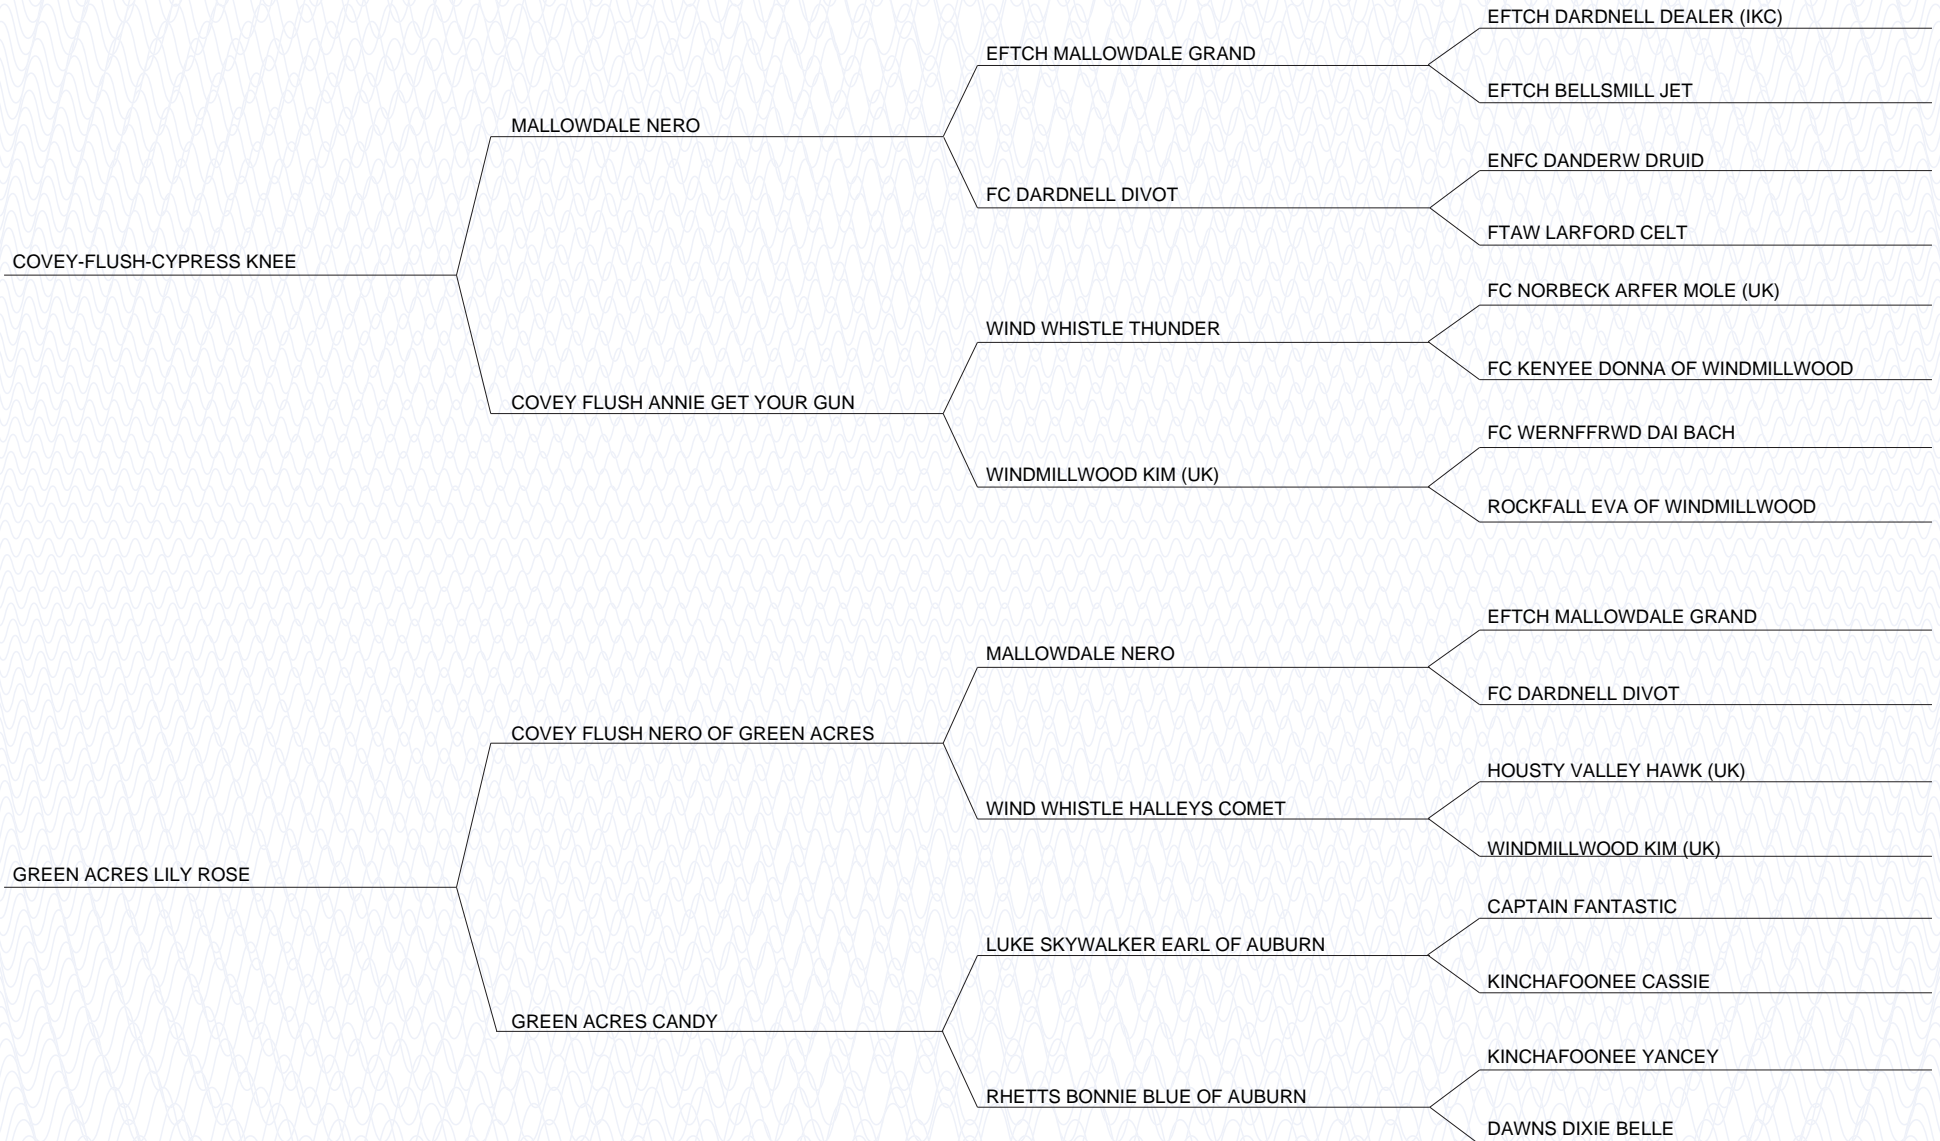 EFTCH DARDNELL DEALER (IKC)
EFTCH MALLOWDALE GRAND
EFTCH BELLSMILL JET
MALLOWDALE NERO
ENFC DANDERW DRUID
FC DARDNELL DIVOT
FTAW LARFORD CELT
COVEY-FLUSH-CYPRESS KNEE
FC NORBECK ARFER MOLE (UK)
WIND WHISTLE THUNDER
FC KENYEE DONNA OF WINDMILLWOOD
COVEY FLUSH ANNIE GET YOUR GUN
FC WERNFFRWD DAI BACH
WINDMILLWOOD KIM (UK)
ROCKFALL EVA OF WINDMILLWOOD
EFTCH MALLOWDALE GRAND
MALLOWDALE NERO
FC DARDNELL DIVOT
COVEY FLUSH NERO OF GREEN ACRES
HOUSTY VALLEY HAWK (UK)
WIND WHISTLE HALLEYS COMET
WINDMILLWOOD KIM (UK)
GREEN ACRES LILY ROSE
CAPTAIN FANTASTIC
LUKE SKYWALKER EARL OF AUBURN
KINCHAFOONEE CASSIE
GREEN ACRES CANDY
KINCHAFOONEE YANCEY
RHETTS BONNIE BLUE OF AUBURN
DAWNS DIXIE BELLE